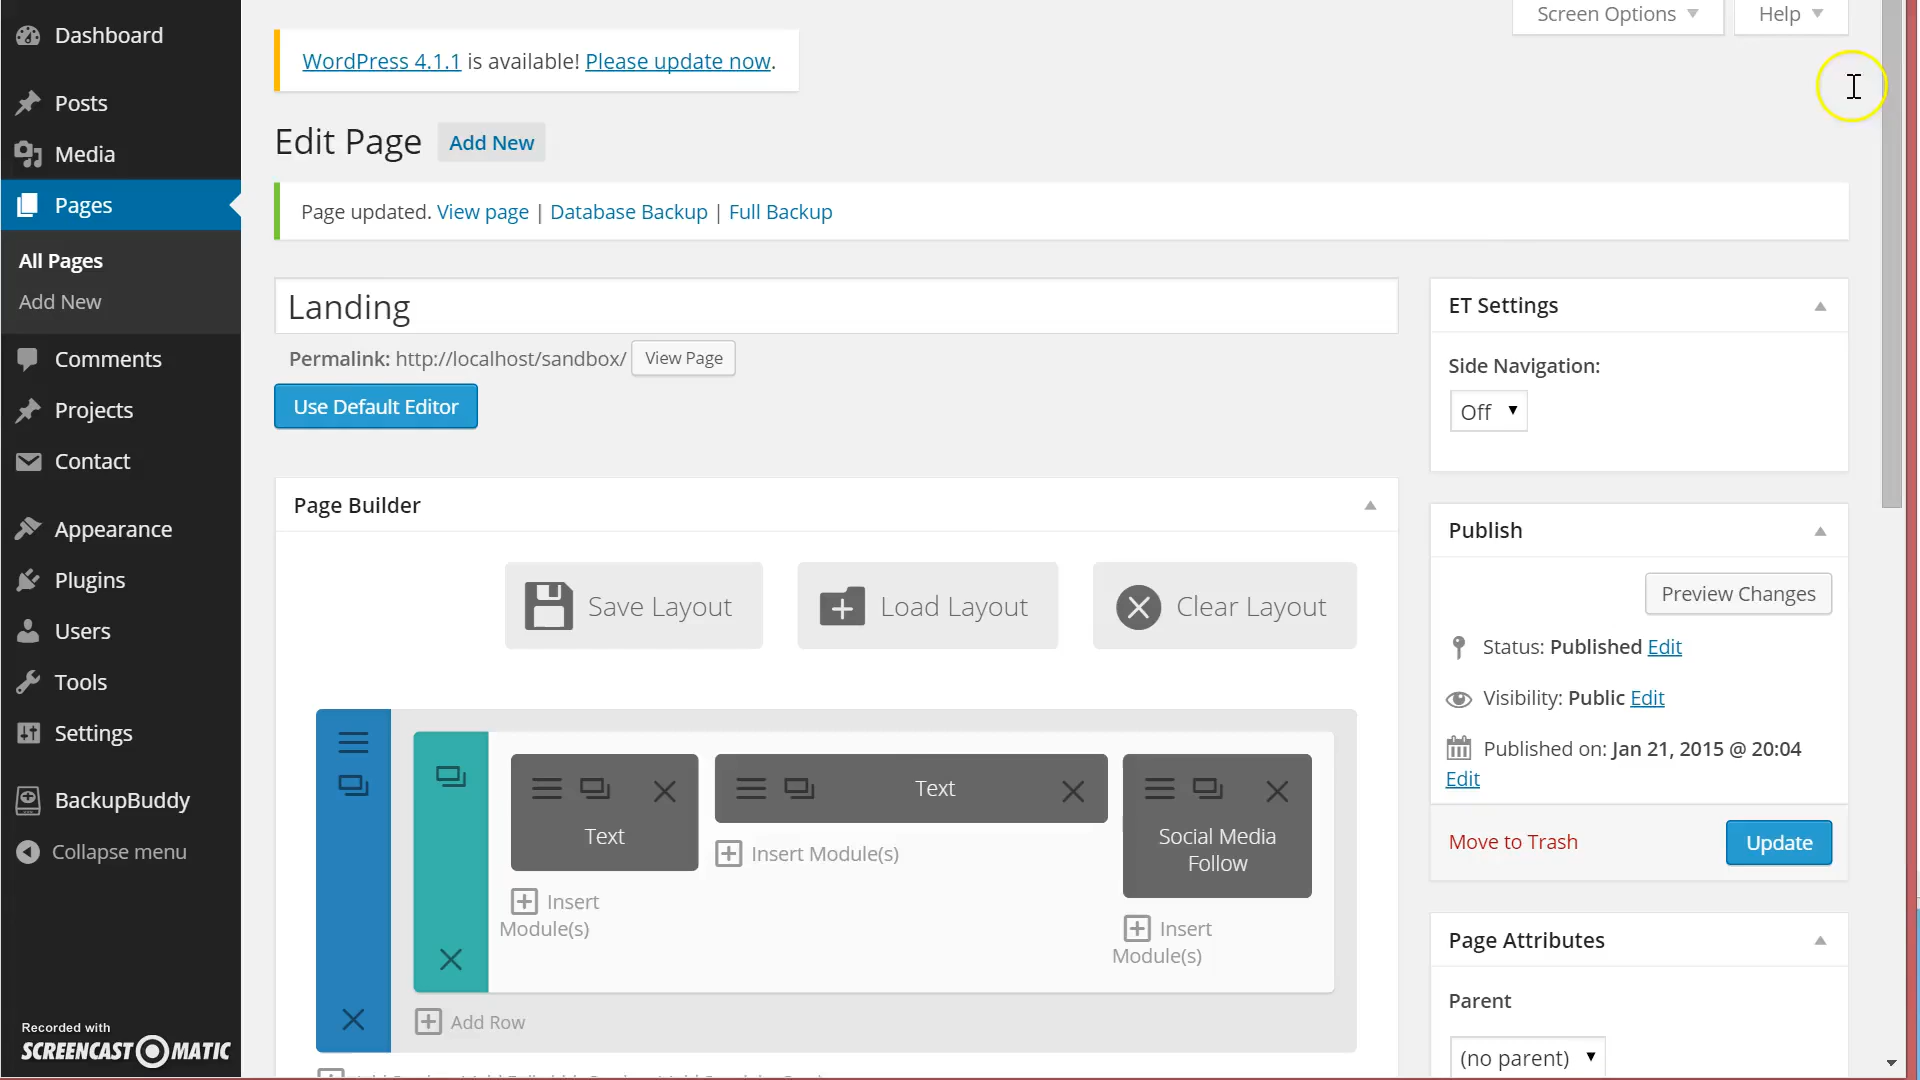 Dashboard
Posts
Media
Pages
All Pages
Add New
Comments
Projects
Contact
Appearance
Plugins
Users
Tools
Settings
BackupBuddy
Collapse menu
Recorded with
SCREENCAST O MATIC
Screen Options
Help
WordPress 4.1.1 is available! Please update now.
Edit Page Add New
Page updated. View page | Database Backup | Full Backup
Landing
Permalink: http://localhost/sandbox/ View Page
Use Default Editor
Page Builder
Save Layout
Load Layout
Clear Layout
Text
Insert
Module(s)
Text
Insert Module(s)
Social Media
Follow
Insert
Module(s)
Add Row
ET Settings
Side Navigation:
Off
Publish
Preview Changes
Status: Published Edit
Visibility: Public Edit
Published on: Jan 21, 2015 @ 20:04
Edit
Move to Trash
Update
Page Attributes
Parent
(no parent)